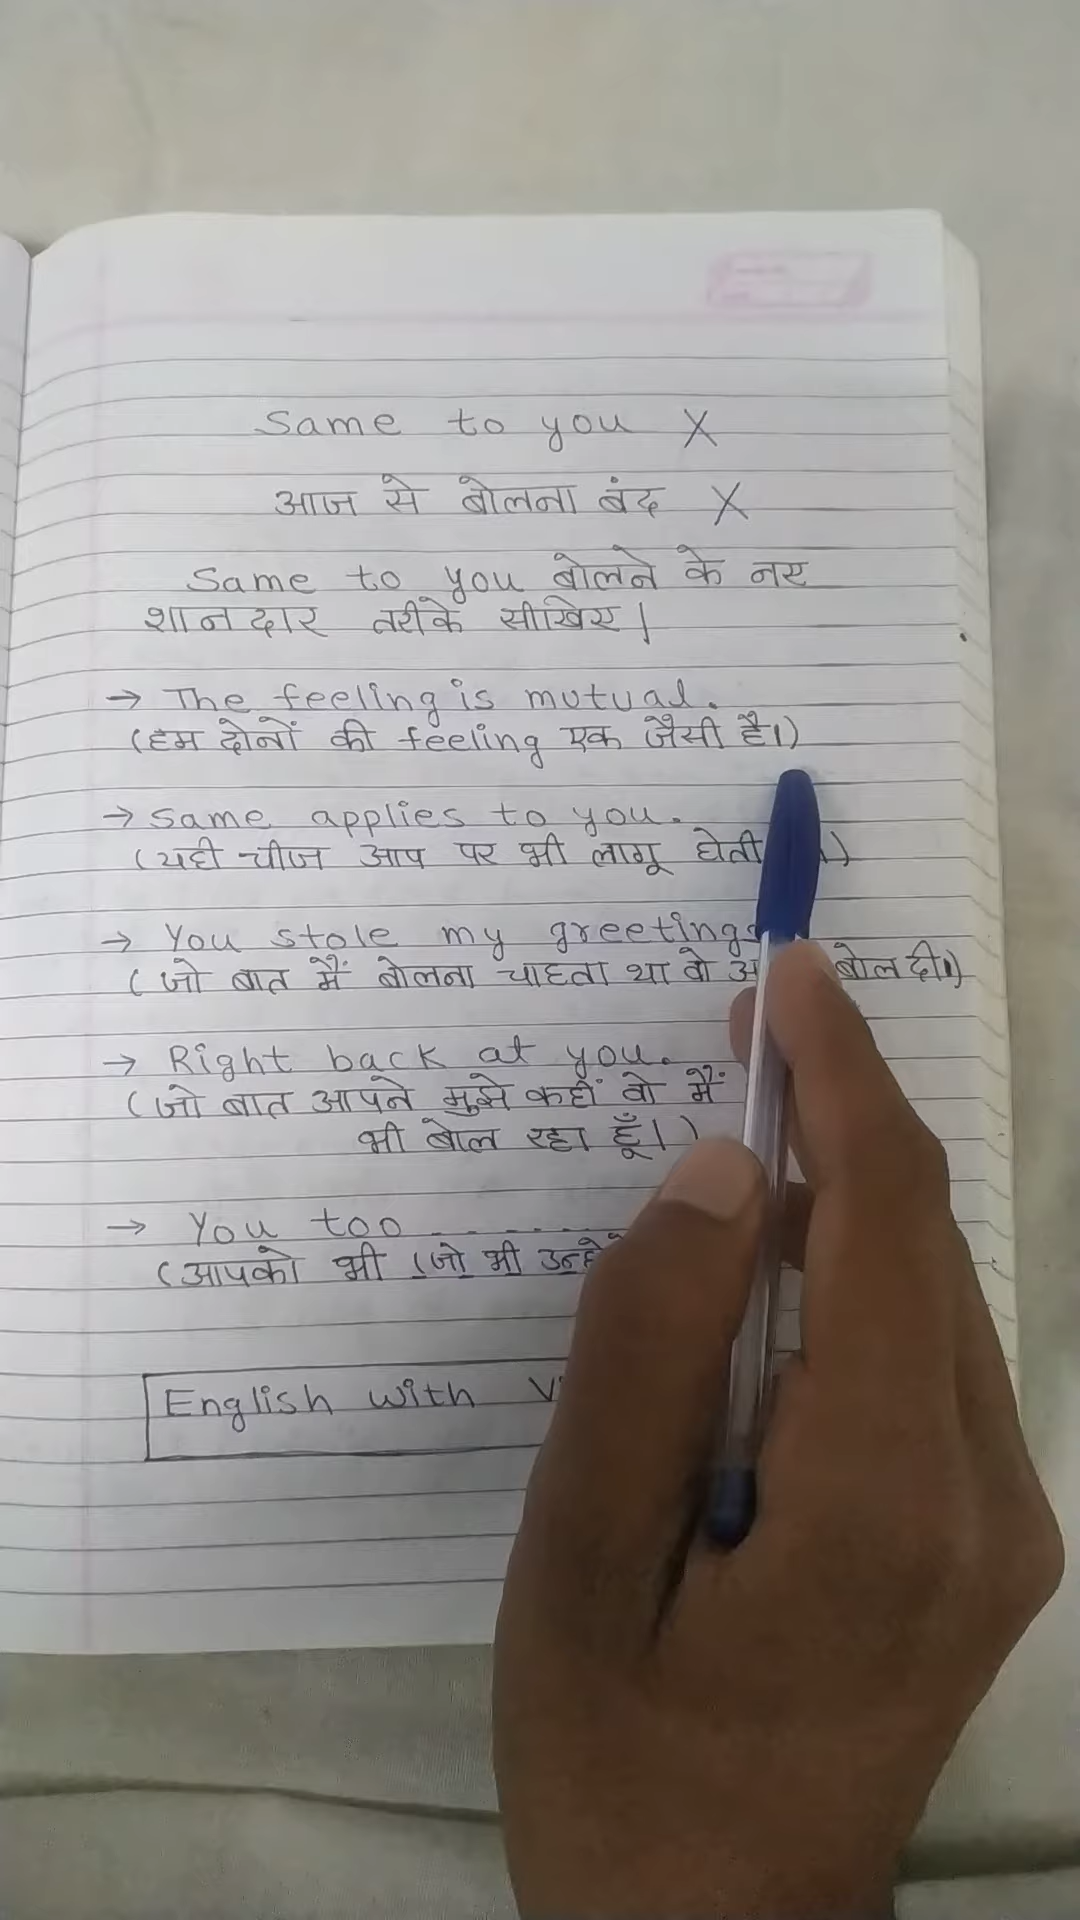 Same to you X
आज से बोलना बंद X
Same to you बोलने के नए
शानदार तरीके सीखिए।
→ The feeling is mutual.
(हम दोनों की feeling एक जैसी है।)
→ Same applies to you.
(यही चीज आप पर भी लागू होती
→ You stole my greetings
(जो बात मैं बोलना चाहता था वो बोल दी।)
→ Right back at you.
(जो बात आपने मुझे कही वो मैं
भी बोल रहा हूँ।)
→ You too ------
(आपको भी (जो भी
English with